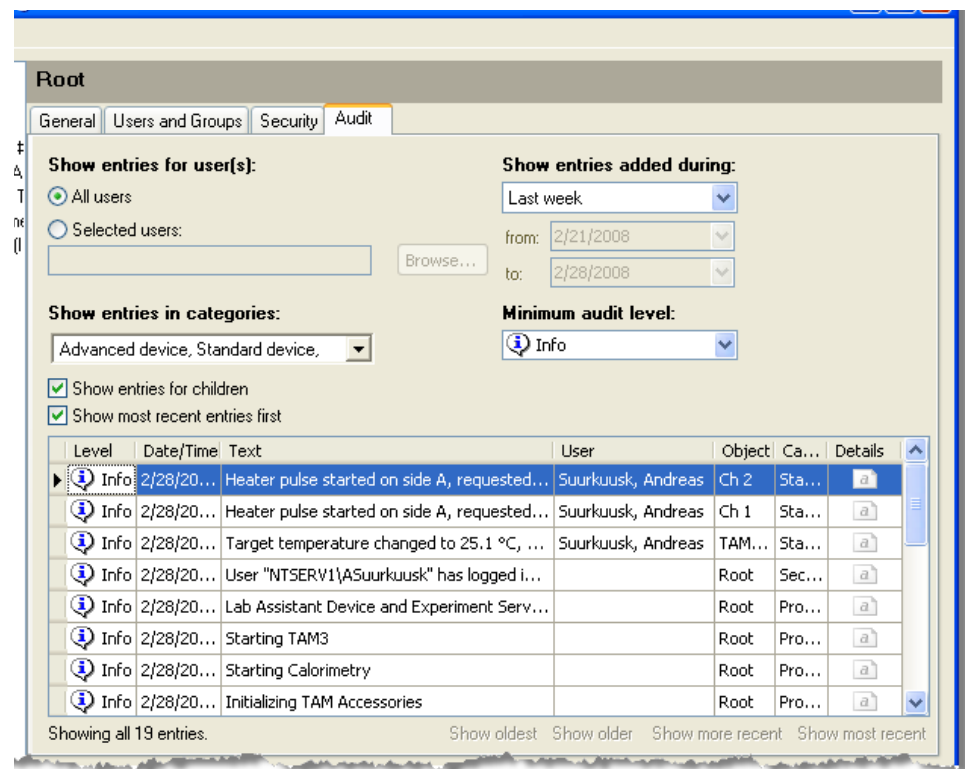 Root
General Users and Groups Security Audit
Show entries for user(s):
All users
Selected users:
Browse...
Show entries added during:
Last week
from: 2/21/2008
to: 2/28/2008
Show entries in categories:
Advanced device, Standard device,
Minimum audit level:
Info
Show entries for children
Show most recent entries first
Level Date/Time Text User Object Ca... Details
Info 2/28/20... Heater pulse started on side A, requested... Suurkuusk, Andreas Ch 2 Sta... a
Info 2/28/20... Heater pulse started on side A, requested... Suurkuusk, Andreas Ch 1 Sta... a
Info 2/28/20... Target temperature changed to 25.1 °C, ... Suurkuusk, Andreas TAM... Sta... a
Info 2/28/20... User "NTSERV1\ASuurkuusk" has logged i... Root Sec... a
Info 2/28/20... Lab Assistant Device and Experiment Serv... Root Pro... a
Info 2/28/20... Starting TAM3 Root Pro... a
Info 2/28/20... Starting Calorimetry Root Pro... a
Info 2/28/20... Initializing TAM Accessories Root Pro... a
Showing all 19 entries. Show oldest Show older Show more recent Show most recent